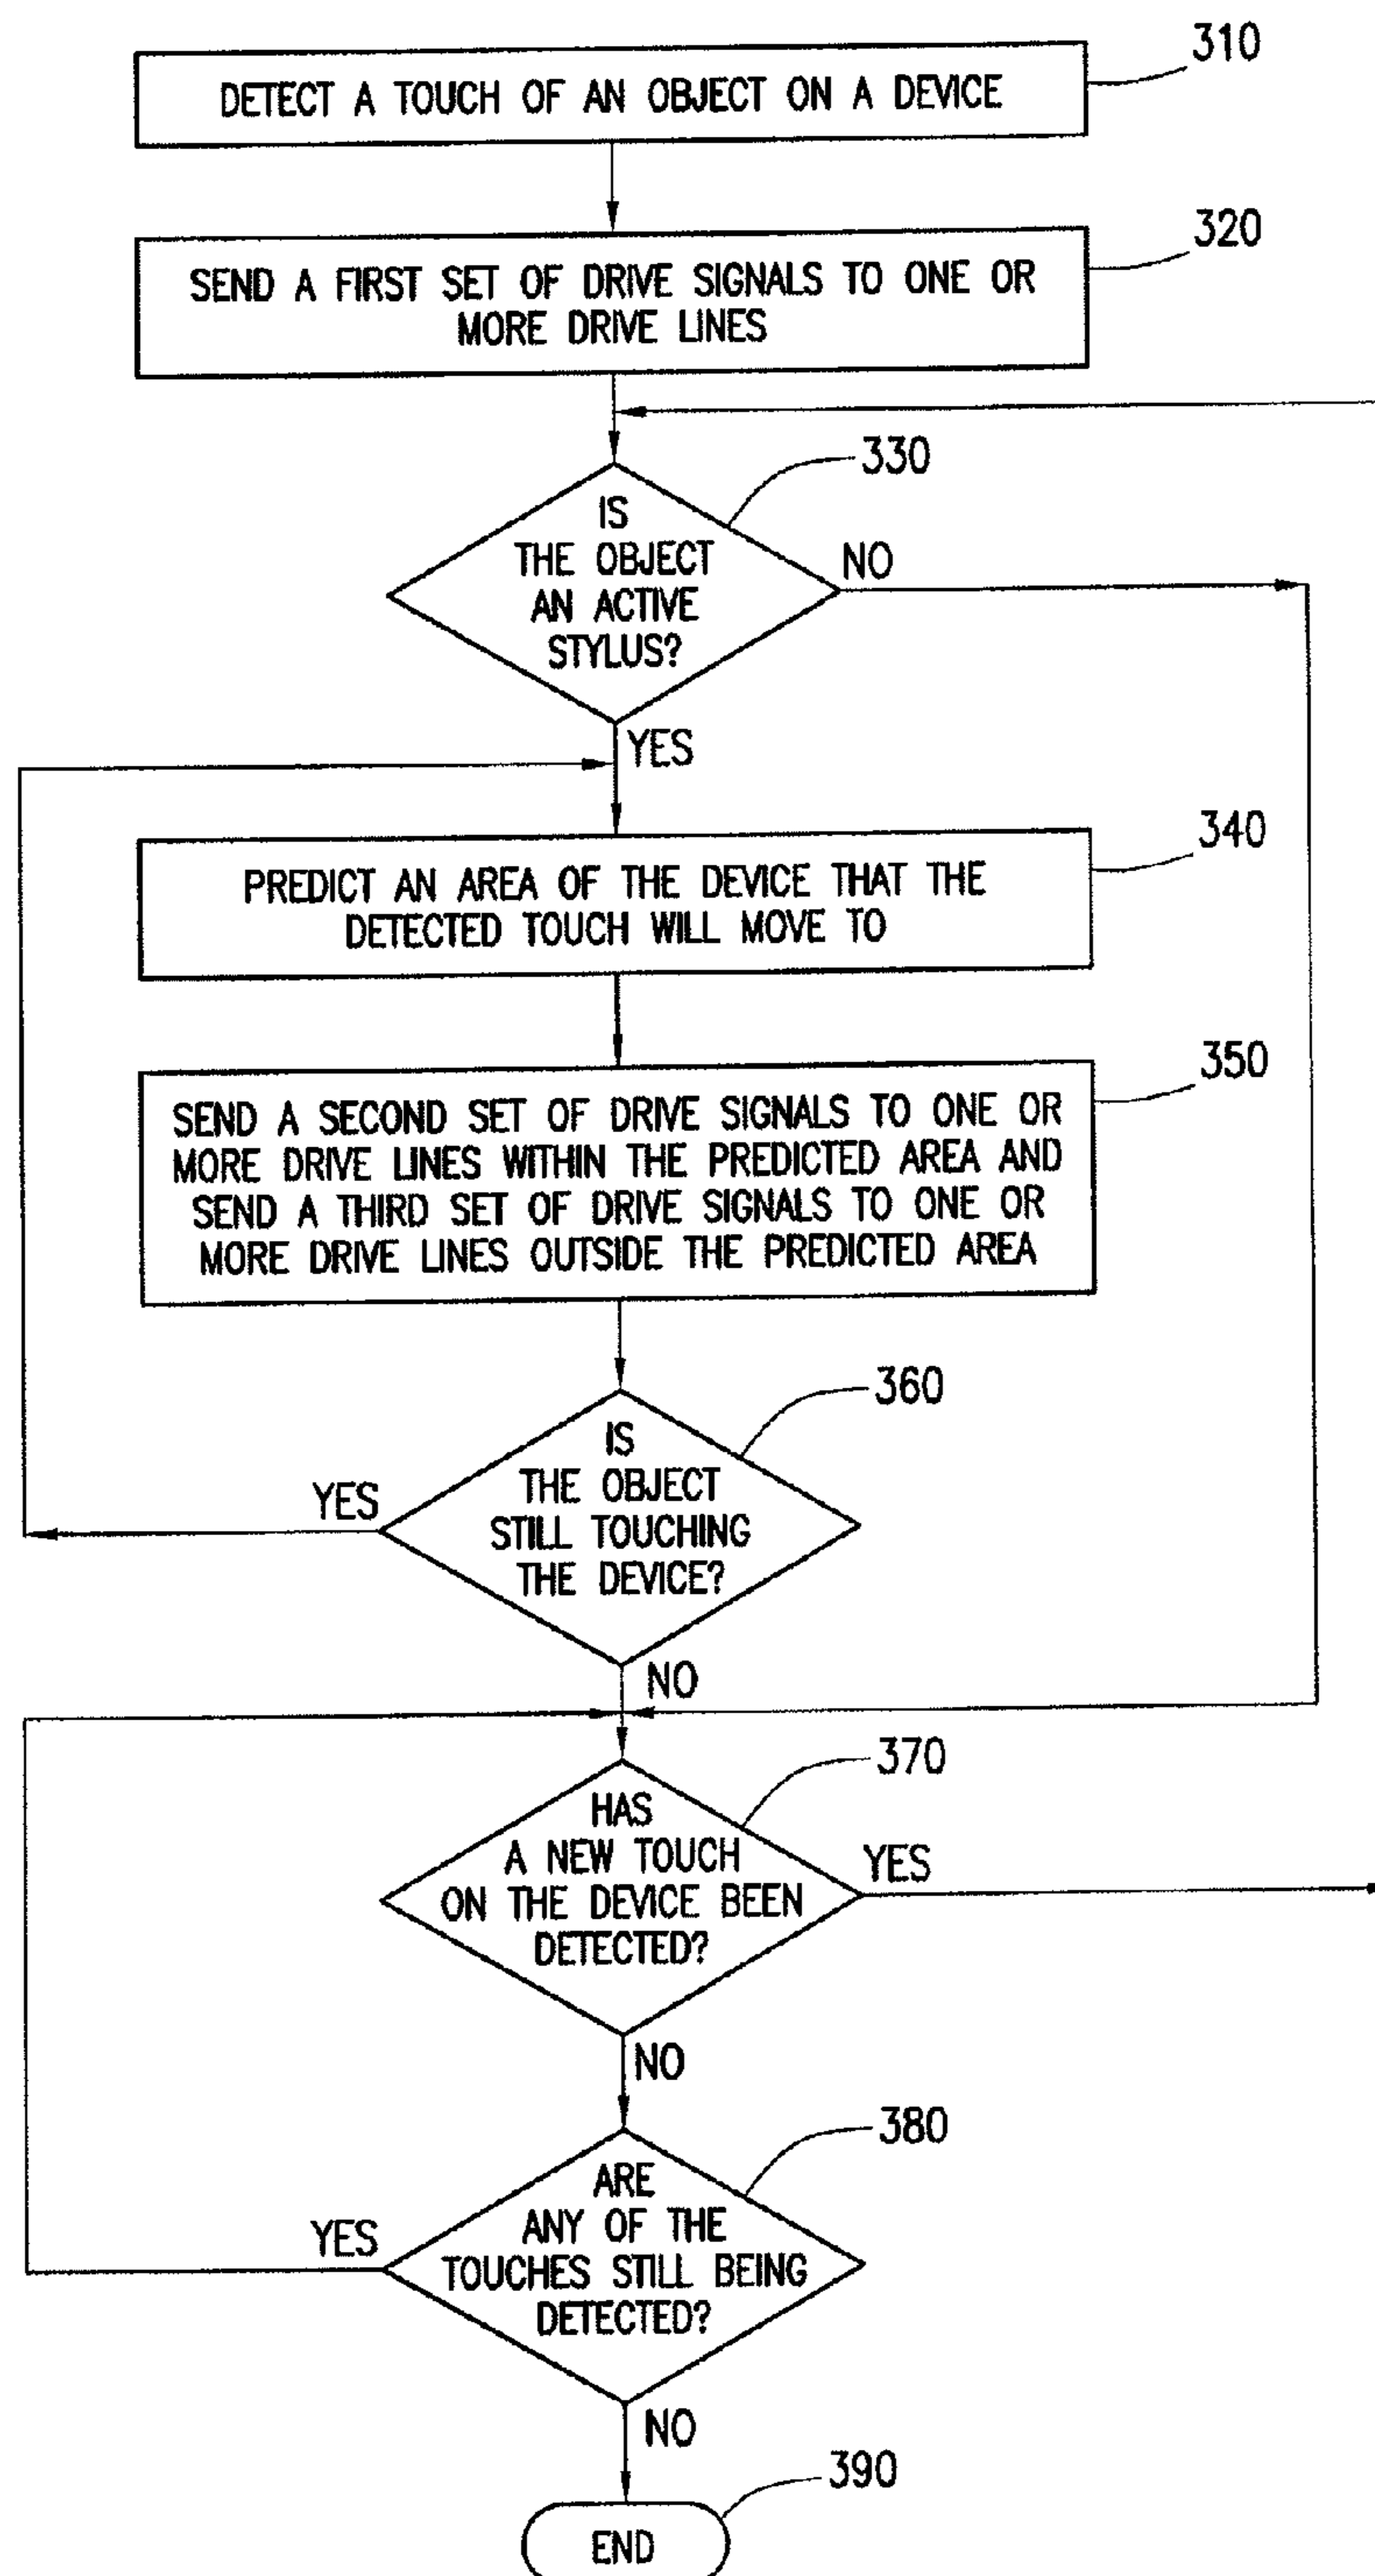 310
DETECT A TOUCH OF AN OBJECT ON A DEVICE
320
SEND A FIRST SET OF DRIVE SIGNALS TO ONE OR
MORE DRIVE LINES
330
IS
THE OBJECT
AN ACTIVE
STYLUS?
NO
YES
340
PREDICT AN AREA OF THE DEVICE THAT THE
DETECTED TOUCH WILL MOVE TO
350
SEND A SECOND SET OF DRIVE SIGNALS TO ONE OR
MORE DRIVE LINES WITHIN THE PREDICTED AREA AND
SEND A THIRD SET OF DRIVE SIGNALS TO ONE OR
MORE DRIVE LINES OUTSIDE THE PREDICTED AREA
360
IS
THE OBJECT
STILL TOUCHING
THE DEVICE?
YES
NO
370
HAS
A NEW TOUCH
ON THE DEVICE BEEN
DETECTED?
YES
NO
380
ARE
ANY OF THE
TOUCHES STILL BEING
DETECTED?
YES
NO
390
END